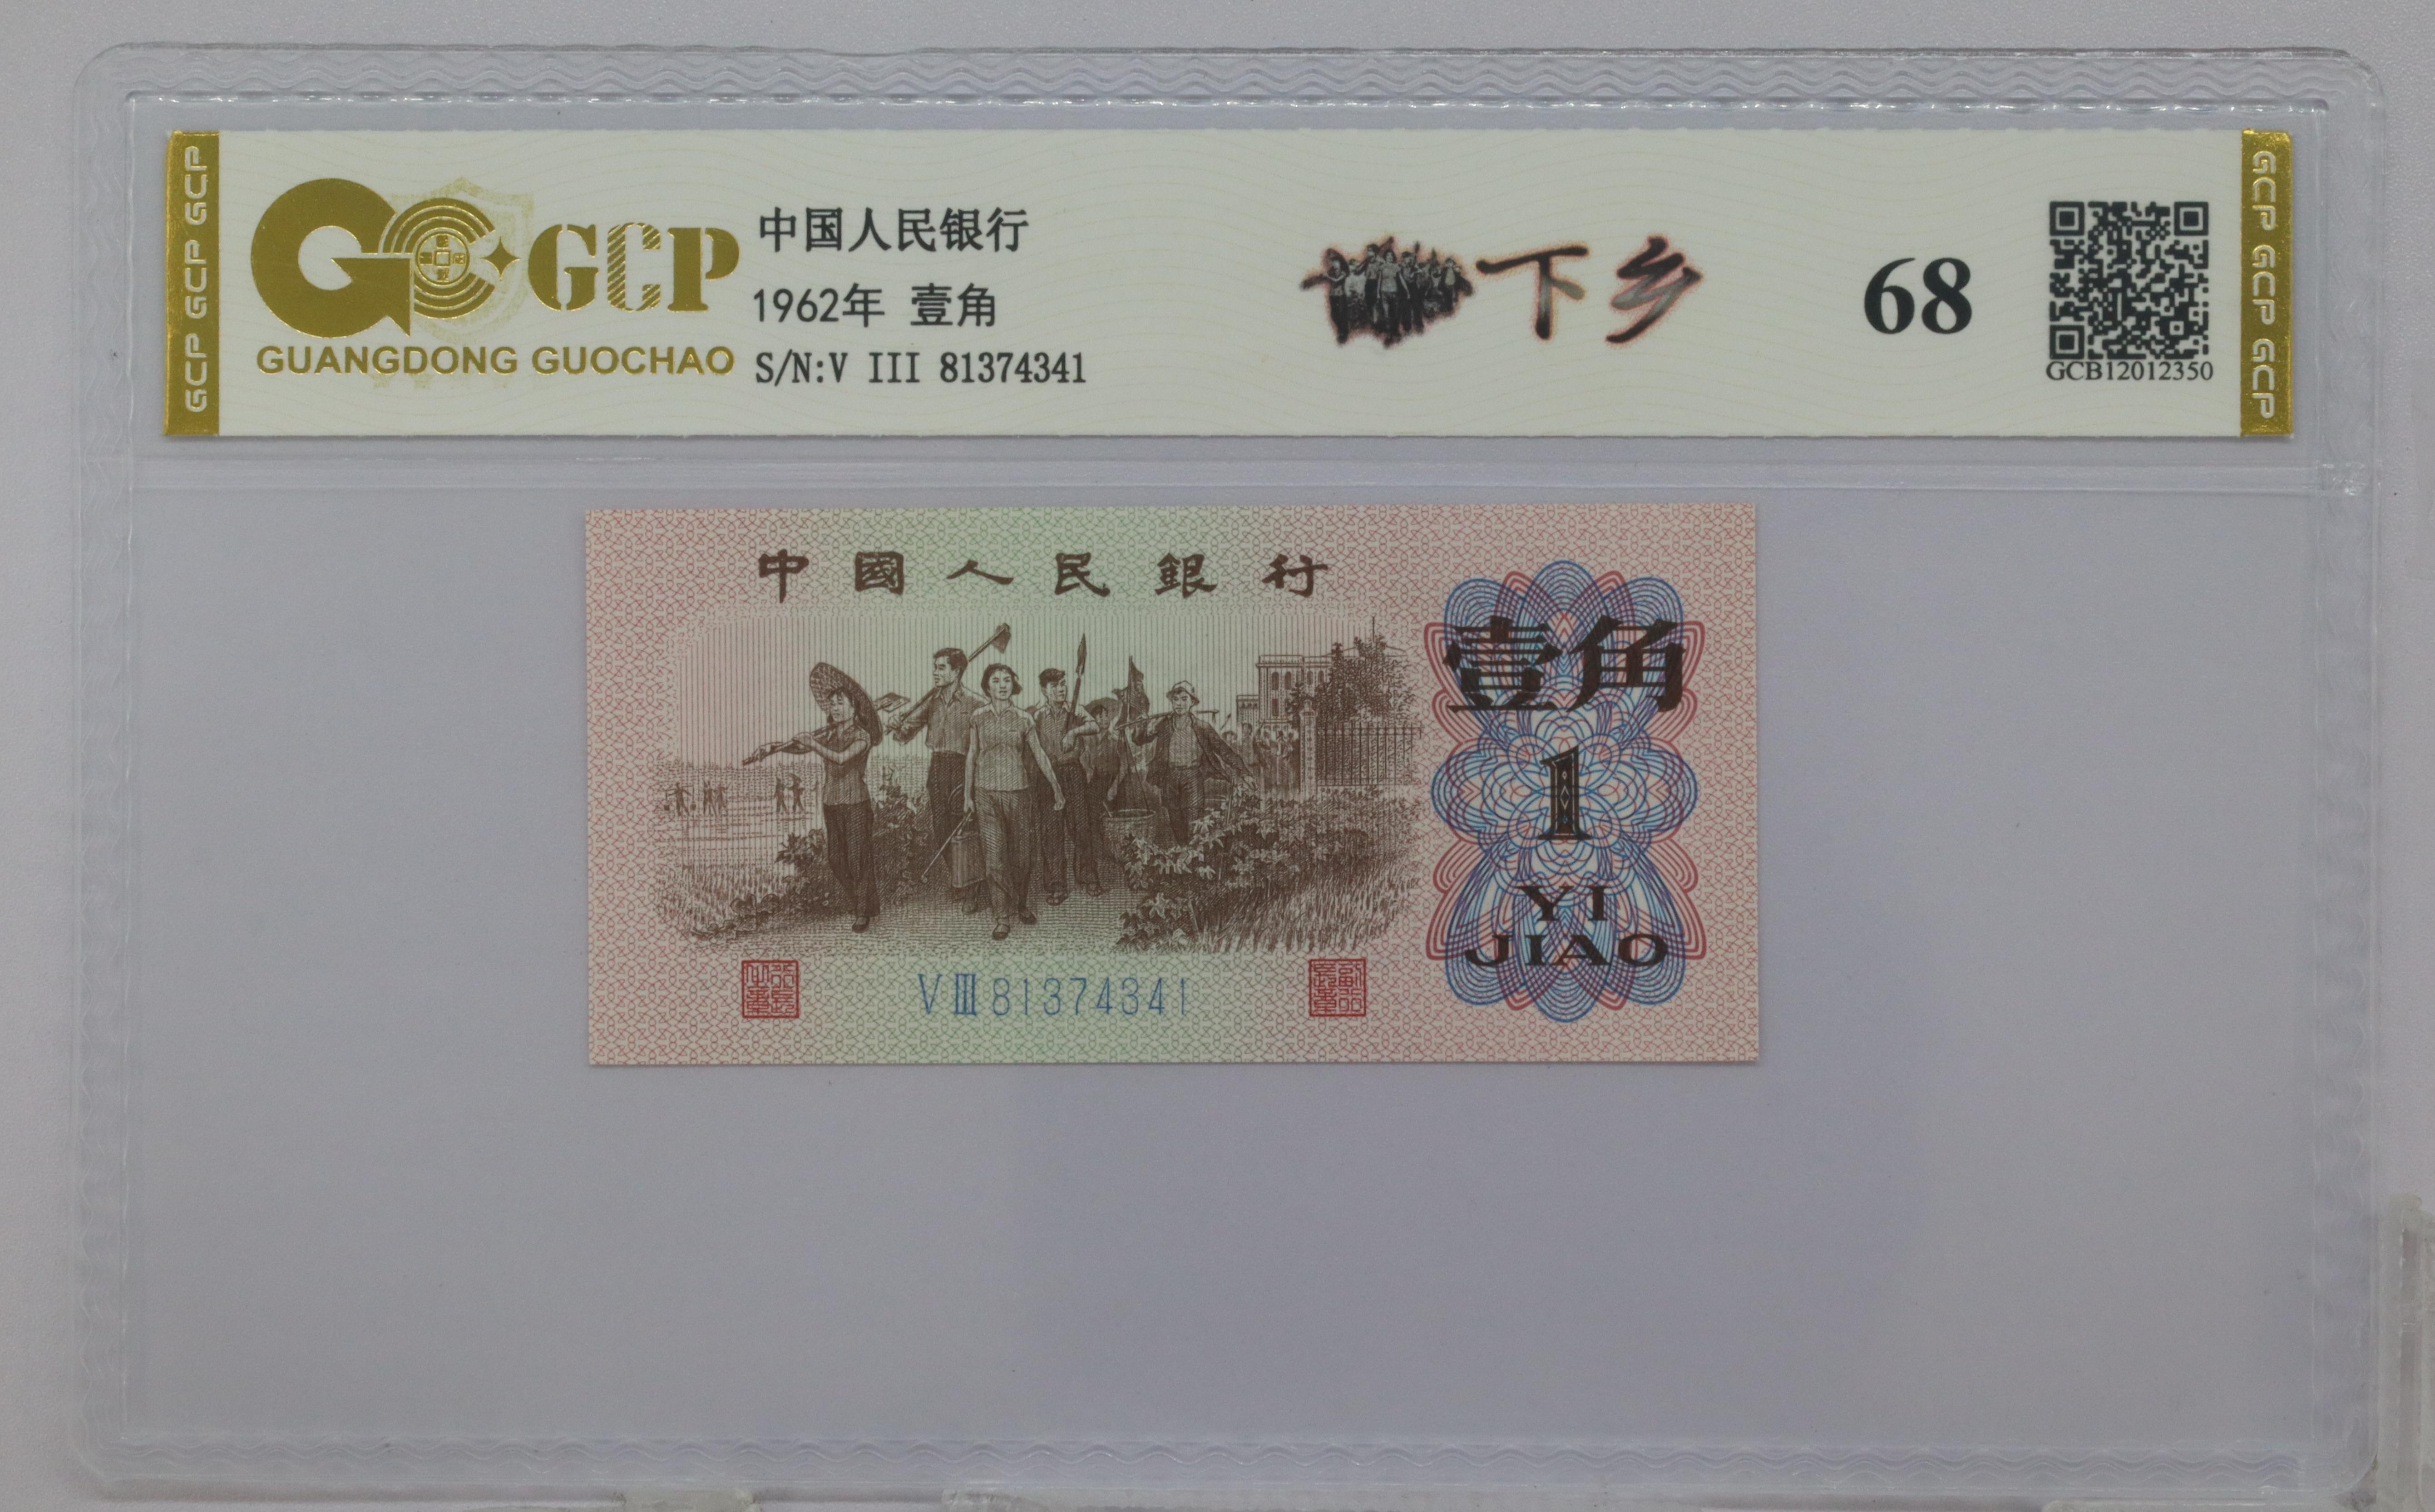 GCP GCP GCP
GCP
GUANGDONG GUOCHAO
中国人民银行
1962年 壹角
S/N:V III 81374341
下乡
68
GCB12012350
GCP GCP GCP
中國人民銀行
壹角
1
YI
JIAO
V III 81374341